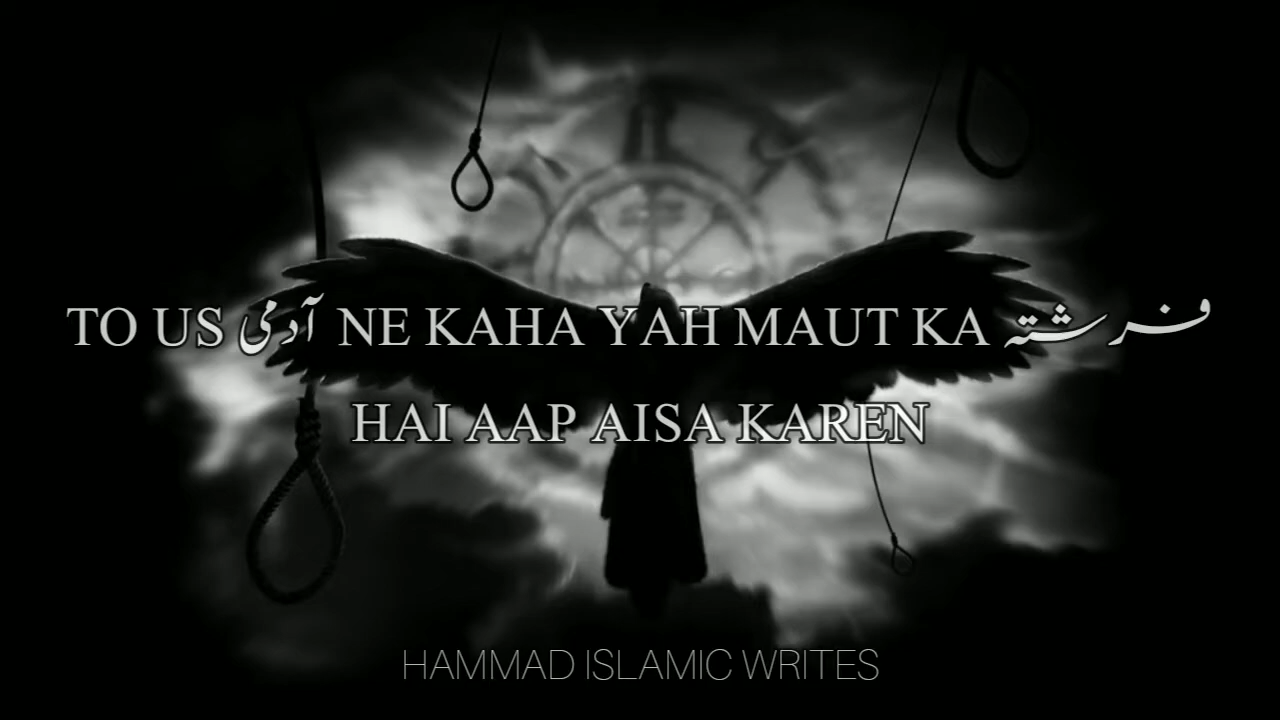 TO US آدمی NE KAHA YAH MAUT KA فرشتہ
HAI AAP AISA KAREN
HAMMAD ISLAMIC WRITES